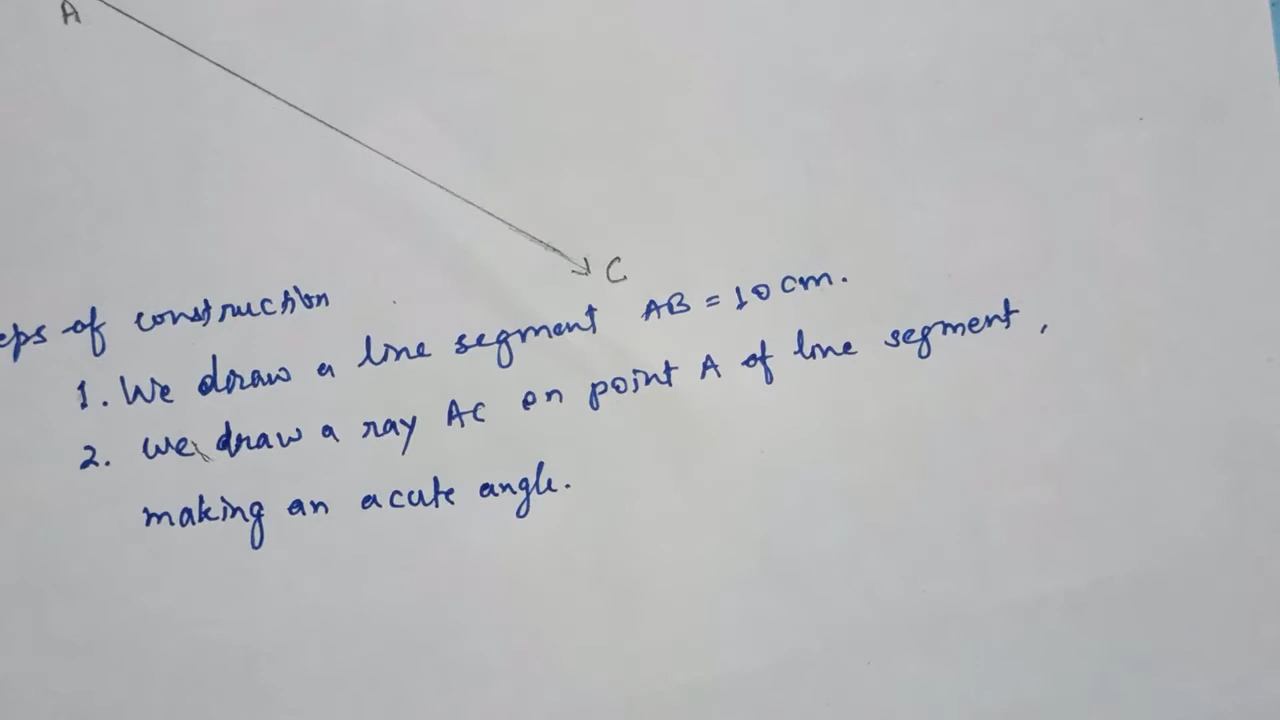 A
C
eps of construction
1. We draw a line segment AB = 10 cm.
2. We draw a ray AC on point A of line segment,
making an acute angle.